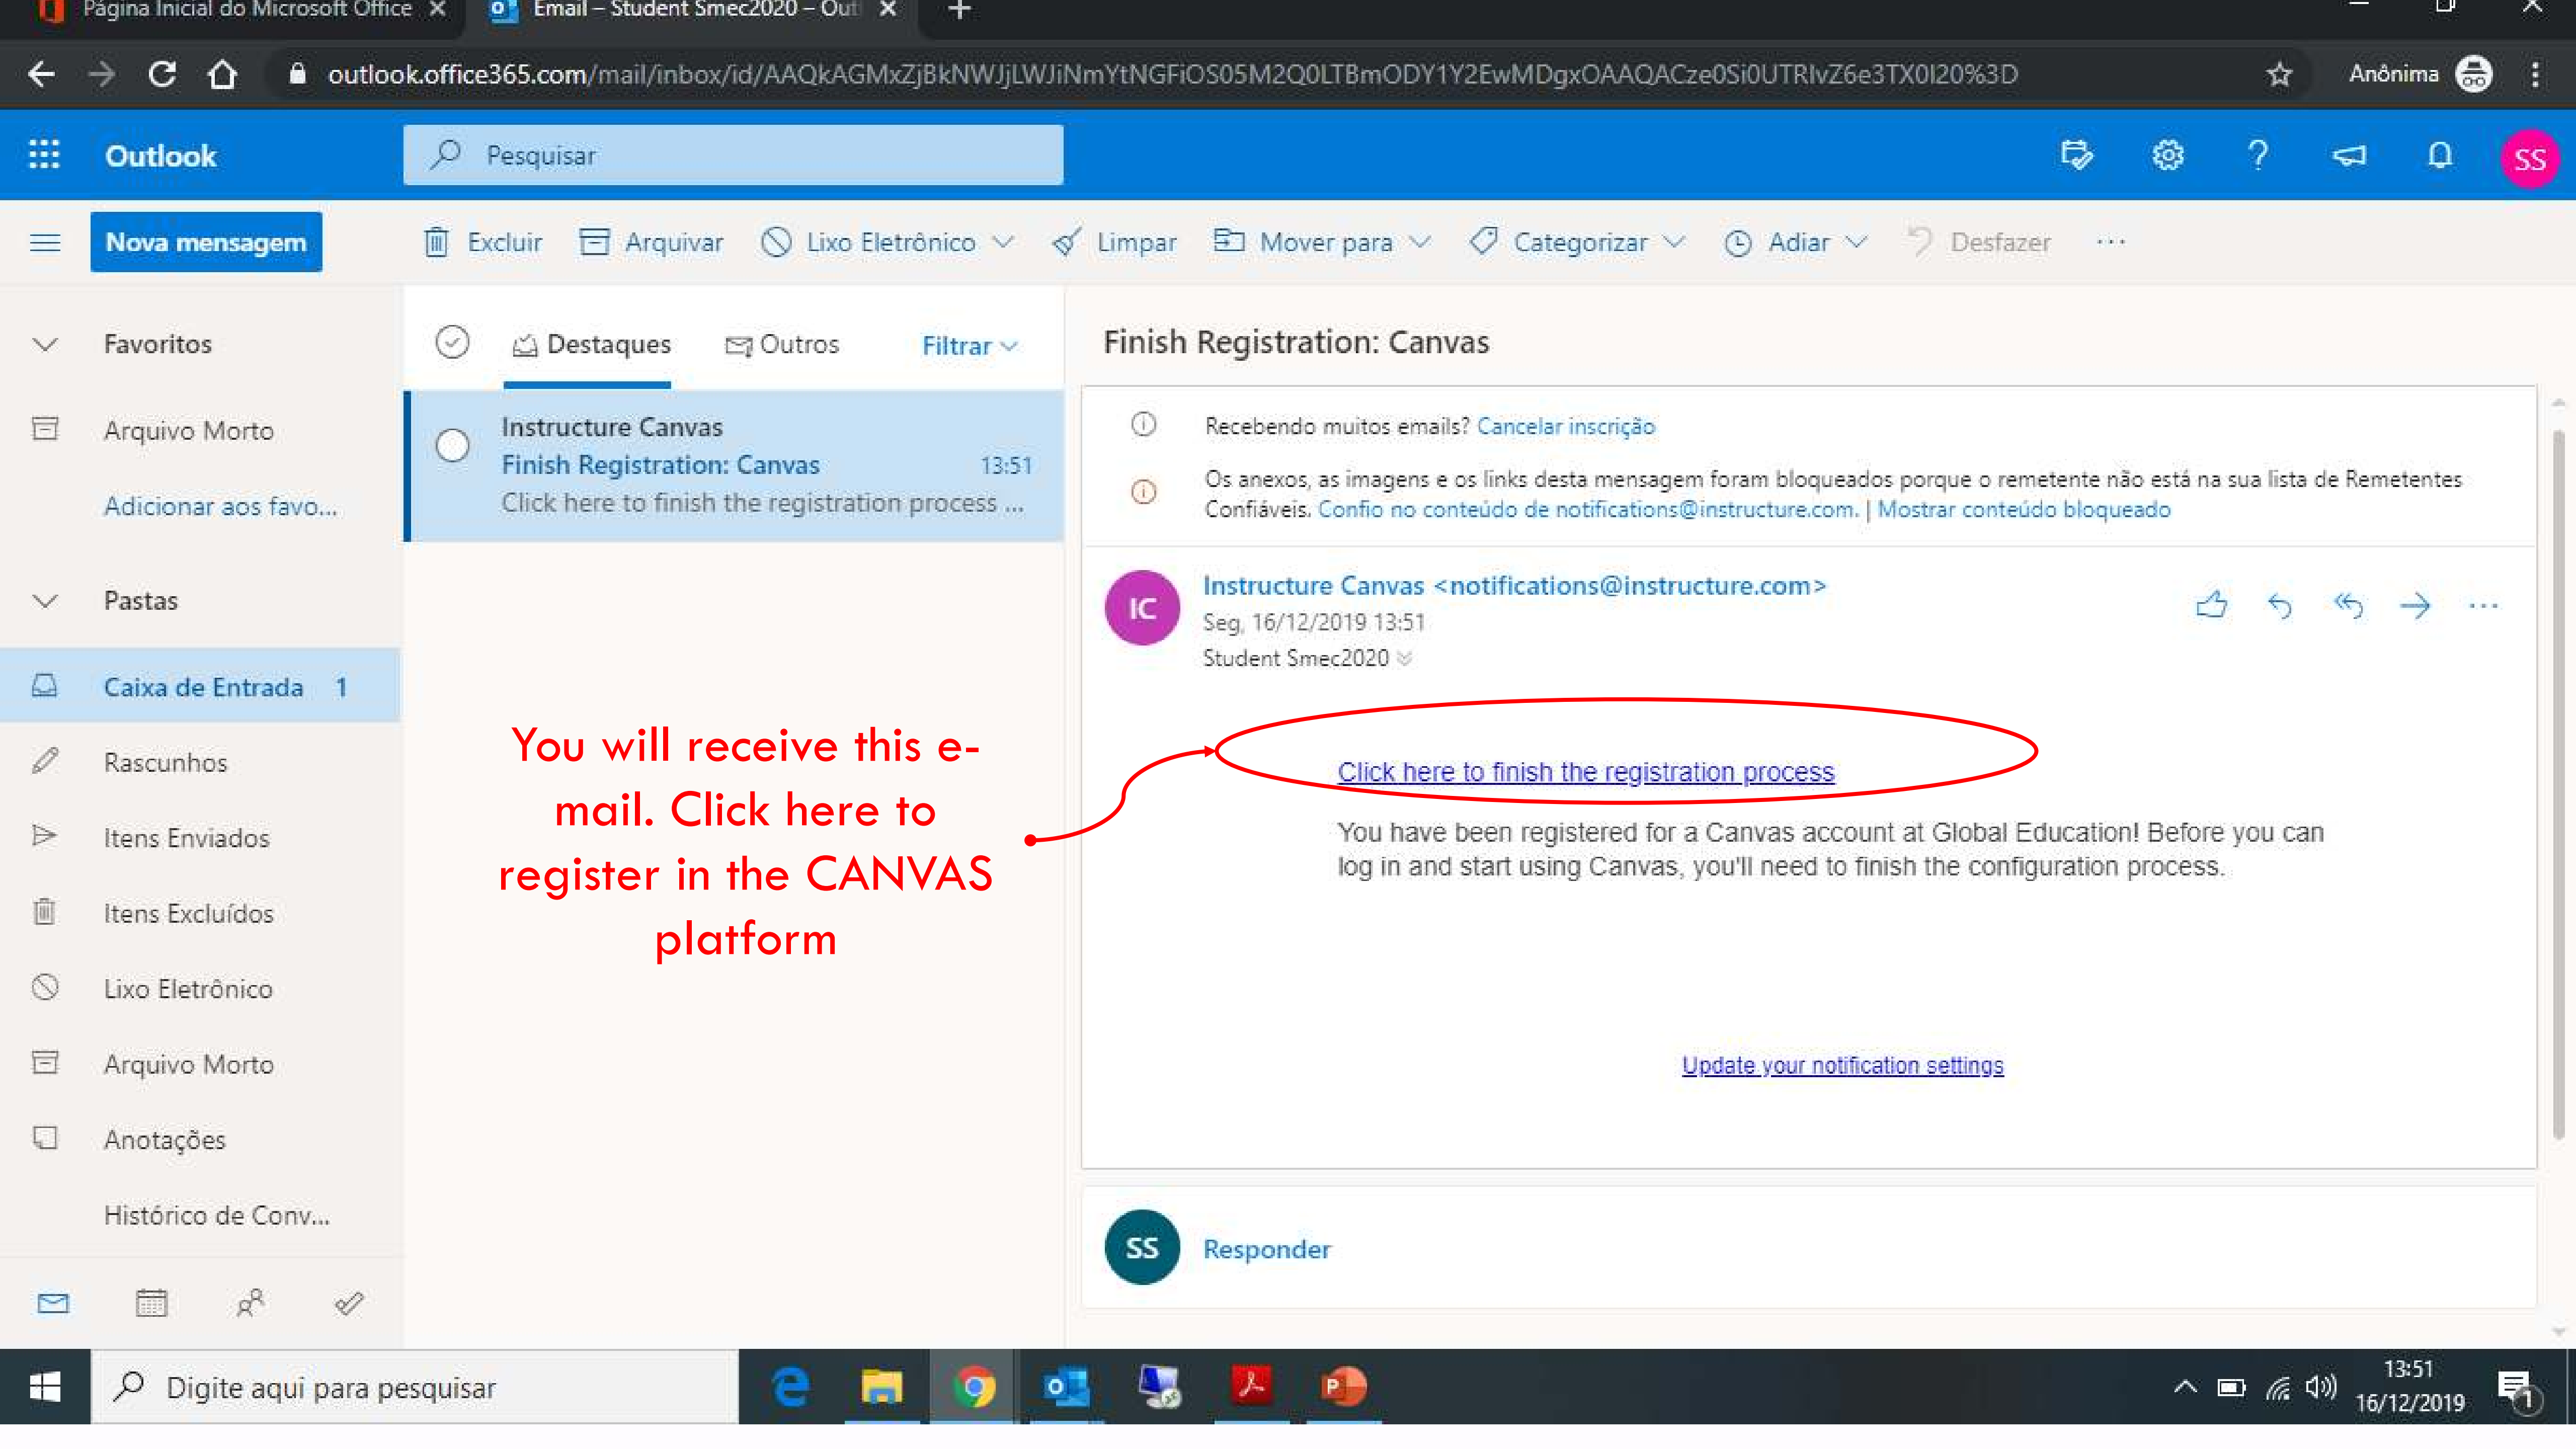 Página Inicial do Microsoft Office
Email – Student Smec2020 – Out
outlook.office365.com/mail/inbox/id/AAQkAGMxZjBkNWJjLWJiNmYtNGFiOS05M2Q0LTBmODY1Y2EwMDgxOAAQACze0Si0UTRIvZ6e3TX0I20%3D
Anônima
Outlook
Pesquisar
SS
Nova mensagem
Excluir Arquivar Lixo Eletrônico Limpar Mover para Categorizar Adiar Desfazer ...
Favoritos
Arquivo Morto
Adicionar aos favo...
Pastas
Caixa de Entrada 1
Rascunhos
Itens Enviados
Itens Excluídos
Lixo Eletrônico
Arquivo Morto
Anotações
Histórico de Conv...
Destaques Outros Filtrar
Instructure Canvas
Finish Registration: Canvas 13:51
Click here to finish the registration process ...
You will receive this e-
mail. Click here to
register in the CANVAS
platform
Finish Registration: Canvas
Recebendo muitos emails? Cancelar inscrição
Os anexos, as imagens e os links desta mensagem foram bloqueados porque o remetente não está na sua lista de Remetentes
Confiáveis. Confio no conteúdo de notifications@instructure.com. | Mostrar conteúdo bloqueado
IC
Instructure Canvas <notifications@instructure.com>
Seg, 16/12/2019 13:51
Student Smec2020
Click here to finish the registration process
You have been registered for a Canvas account at Global Education! Before you can
log in and start using Canvas, you'll need to finish the configuration process.
Update your notification settings
SS
Responder
Digite aqui para pesquisar
13:51
16/12/2019
1